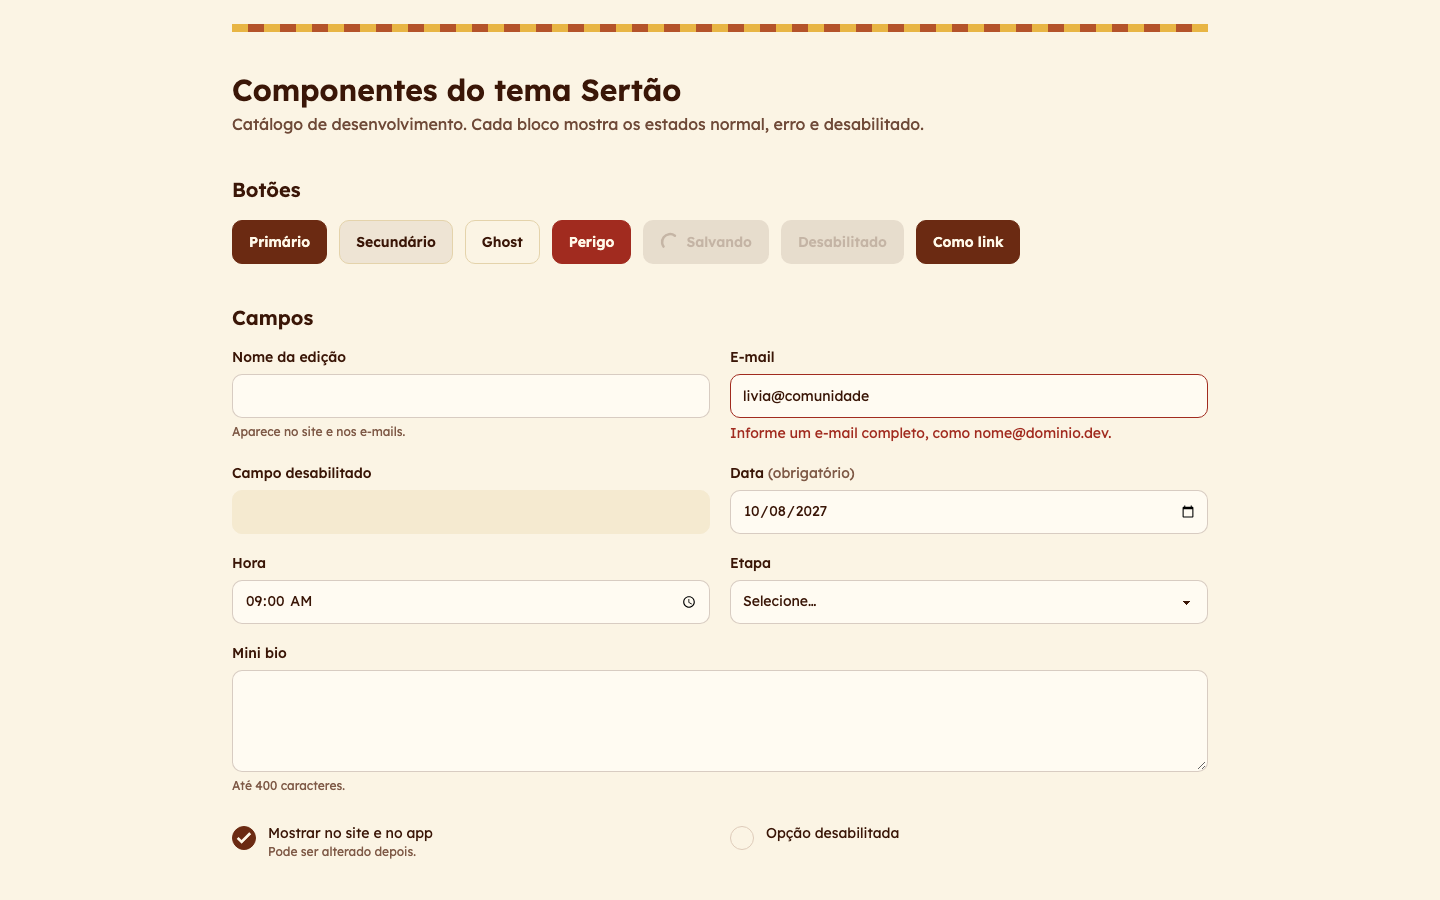 Componentes do tema Sertão
Catálogo de desenvolvimento. Cada bloco mostra os estados normal, erro e desabilitado.
Botões
Primário Secundário Ghost Perigo Salvando Desabilitado Como link
Campos
Nome da edição
Aparece no site e nos e-mails.
E-mail
livia@comunidade
Informe um e-mail completo, como nome@dominio.dev.
Campo desabilitado
Data (obrigatório)
10/08/2027
Hora
09:00 AM
Etapa
Selecione...
Mini bio
Até 400 caracteres.
Mostrar no site e no app
Pode ser alterado depois.
Opção desabilitada